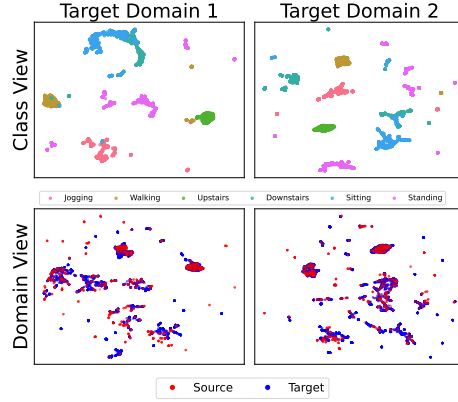 Target Domain 1
Target Domain 2
Class View
Jogging
Walking
Upstairs
Downstairs
Sitting
Standing
Domain View
Source
Target